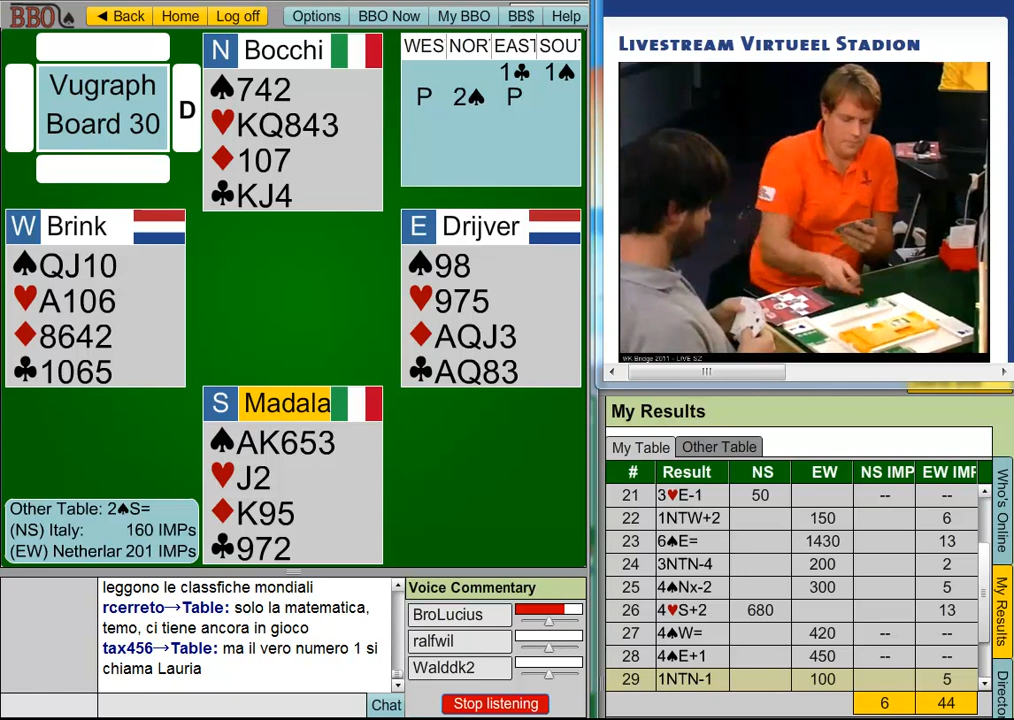 BBO
Back Home Log off Options BBO Now My BBO BB$ Help
Vugraph
Board 30
D
N Bocchi
♠742
♥KQ843
♦107
♣KJ4
WES NOR EAST SOU
1♣ 1♠
P 2♠ P
W Brink
♠QJ10
♥A106
♦8642
♣1065
E Drijver
♠98
♥975
♦AQJ3
♣AQ83
S Madala
♠AK653
♥J2
♦K95
♣972
Other Table: 2♠S=
(NS) Italy: 160 IMPs
(EW) Netherlar 201 IMPs
leggono le classfiche mondiali
rcerreto→Table: solo la matematica,
temo, ci tiene ancora in gioco
tax456→Table: ma il vero numero 1 si
chiama Lauria
Chat
Voice Commentary
BroLucius
ralfwil
Walddk2
Stop listening
Livestream Virtueel Stadion
WK Bridge 2011 - LIVE SZ
My Results
My Table Other Table
# Result NS EW NS IMP EW IMP
21 3♥E-1 50 -- --
22 1NTW+2 150 6
23 6♠E= 1430 13
24 3NTN-4 200 2
25 4♠Nx-2 300 5
26 4♥S+2 680 13
27 4♠W= 420 -- --
28 4♠E+1 450 -- --
29 1NTN-1 100 5
6 44
Who's Online
My Results
Director